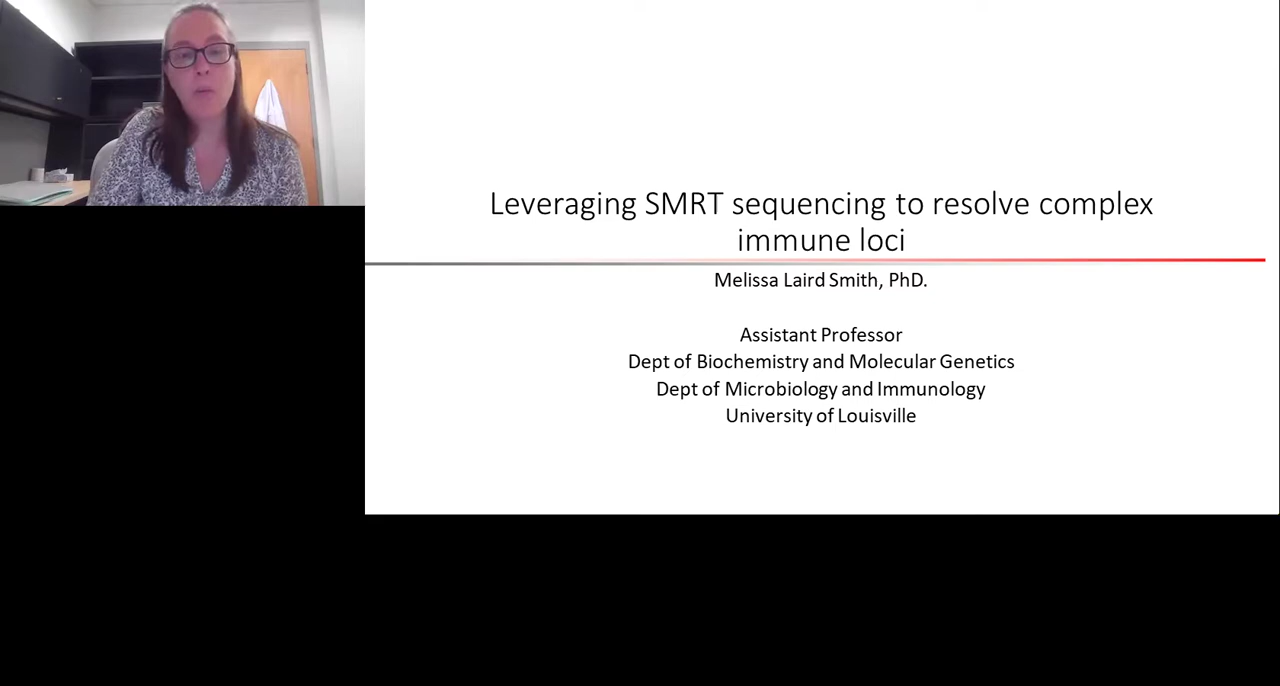 Leveraging SMRT sequencing to resolve complex
immune loci
Melissa Laird Smith, PhD.
Assistant Professor
Dept of Biochemistry and Molecular Genetics
Dept of Microbiology and Immunology
University of Louisville